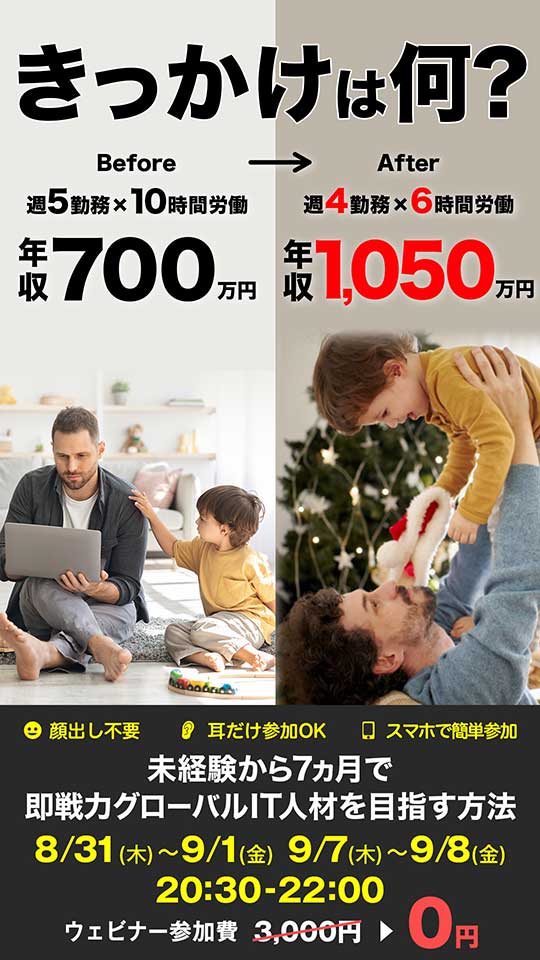 きっかけは何?
Before → After
週5勤務×10時間労働
年収700万円
週4勤務×6時間労働
年収1,050万円
顔出し不要 耳だけ参加OK スマホで簡単参加
未経験から7ヵ月で
即戦力グローバルIT人材を目指す方法
8/31(木)～9/1(金) 9/7(木)～9/8(金)
20:30-22:00
ウェビナー参加費 3,000円 ▶ 0円